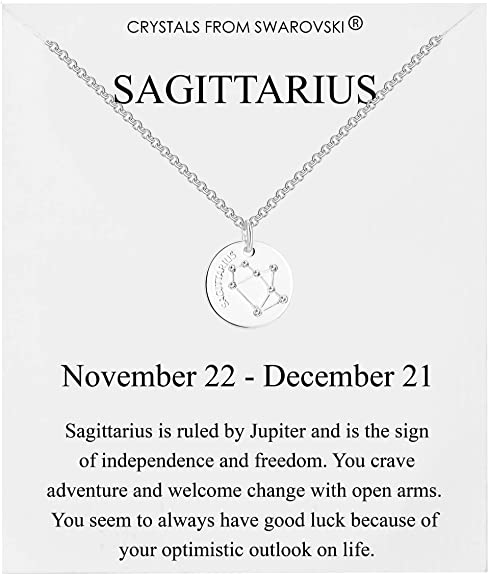 CRYSTALS FROM SWAROVSKI®
SAGITTARIUS
SAGITTARIUS
November 22 - December 21
Sagittarius is ruled by Jupiter and is the sign
of independence and freedom. You crave
adventure and welcome change with open arms.
You seem to always have good luck because of
your optimistic outlook on life.